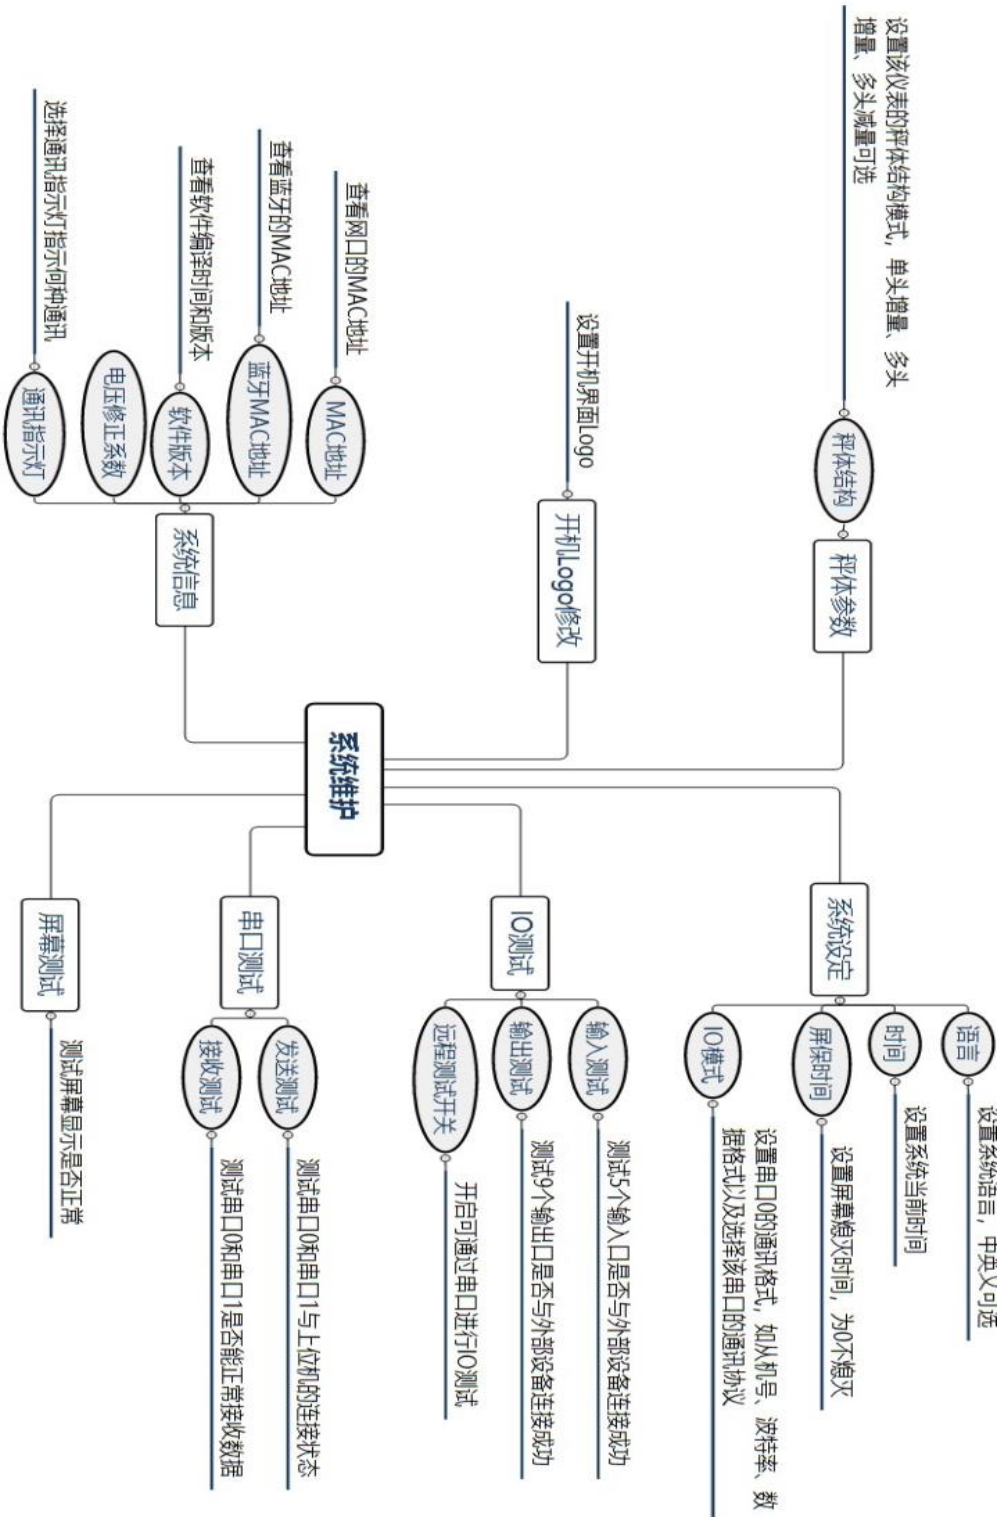 系统维护
秤体参数
秤体结构
设置该仪表的秤体结构模式，单头增量、多头
增量、多头减量可选
开机Logo修改
设置开机界面Logo
系统信息
MAC地址
查看网口的MAC地址
蓝牙MAC地址
查看蓝牙的MAC地址
软件版本
查看软件编译时间和版本
电压修正系数
通讯指示灯
选择通讯指示灯指示何种通讯
系统设定
语言
设置系统语言，中英文可选
时间
设置系统当前时间
屏保时间
设置屏幕熄灭时间，为0不熄灭
IO模式
设置串口0的通讯格式，如从机号、波特率、数
据格式以及选择该串口的通讯协议
IO测试
输入测试
测试5个输入口是否与外部设备连接成功
输出测试
测试9个输出口是否与外部设备连接成功
远程测试开关
开启可通过串口进行IO测试
串口测试
发送测试
测试串口0和串口1与上位机的连接状态
接收测试
测试串口0和串口1是否能正常接收数据
屏幕测试
测试屏幕显示是否正常